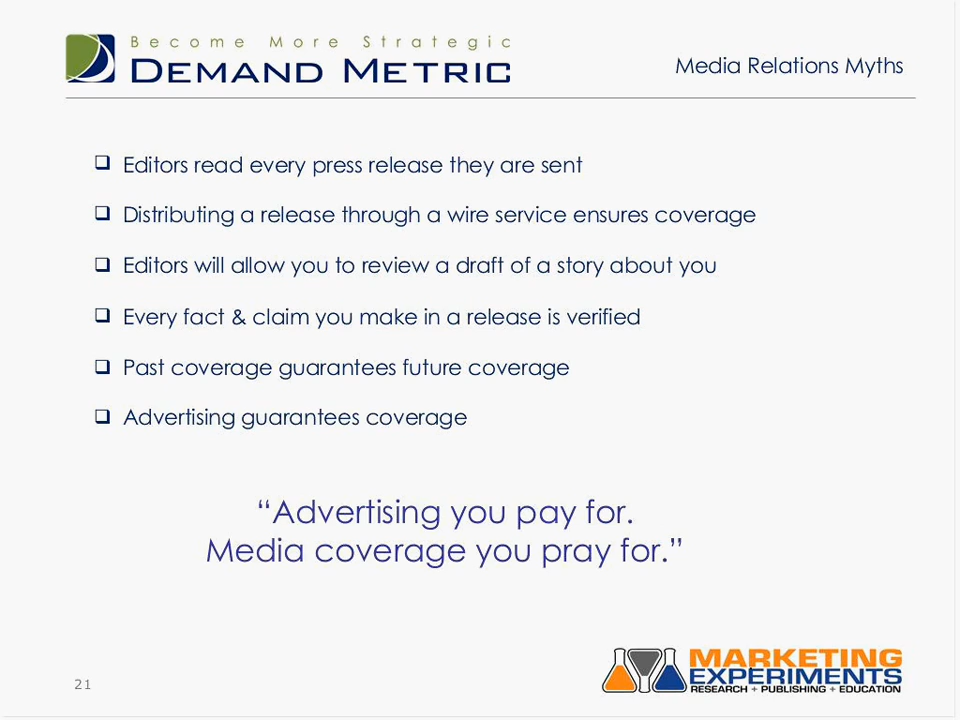 Become More Strategic
DEMAND METRIC
Media Relations Myths
❑ Editors read every press release they are sent
❑ Distributing a release through a wire service ensures coverage
❑ Editors will allow you to review a draft of a story about you
❑ Every fact & claim you make in a release is verified
❑ Past coverage guarantees future coverage
❑ Advertising guarantees coverage
“Advertising you pay for.
Media coverage you pray for.”
MARKETING
EXPERIMENTS
RESEARCH + PUBLISHING + EDUCATION
21